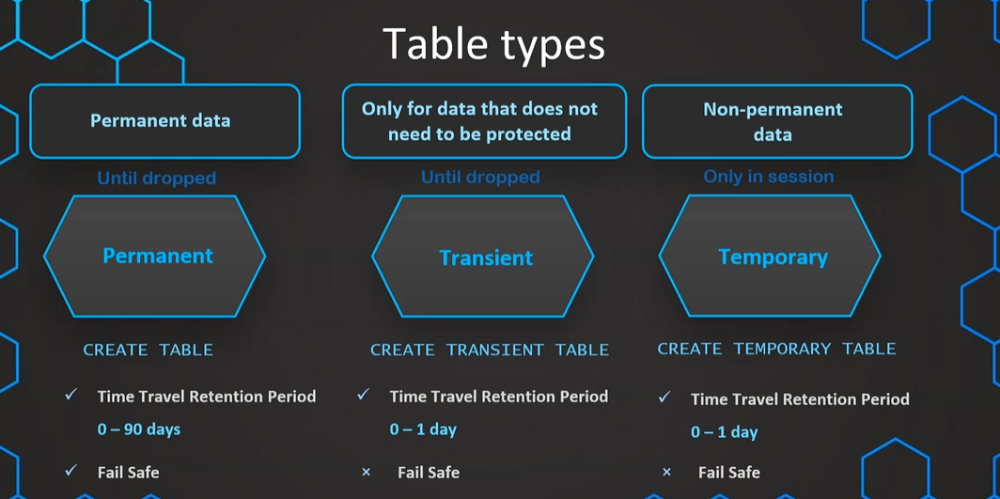 Table types
Permanent data
Until dropped
Permanent
CREATE TABLE
✓ Time Travel Retention Period
0 – 90 days
✓ Fail Safe
Only for data that does not
need to be protected
Until dropped
Transient
CREATE TRANSIENT TABLE
✓ Time Travel Retention Period
0 – 1 day
× Fail Safe
Non-permanent
data
Only in session
Temporary
CREATE TEMPORARY TABLE
✓ Time Travel Retention Period
0 – 1 day
× Fail Safe